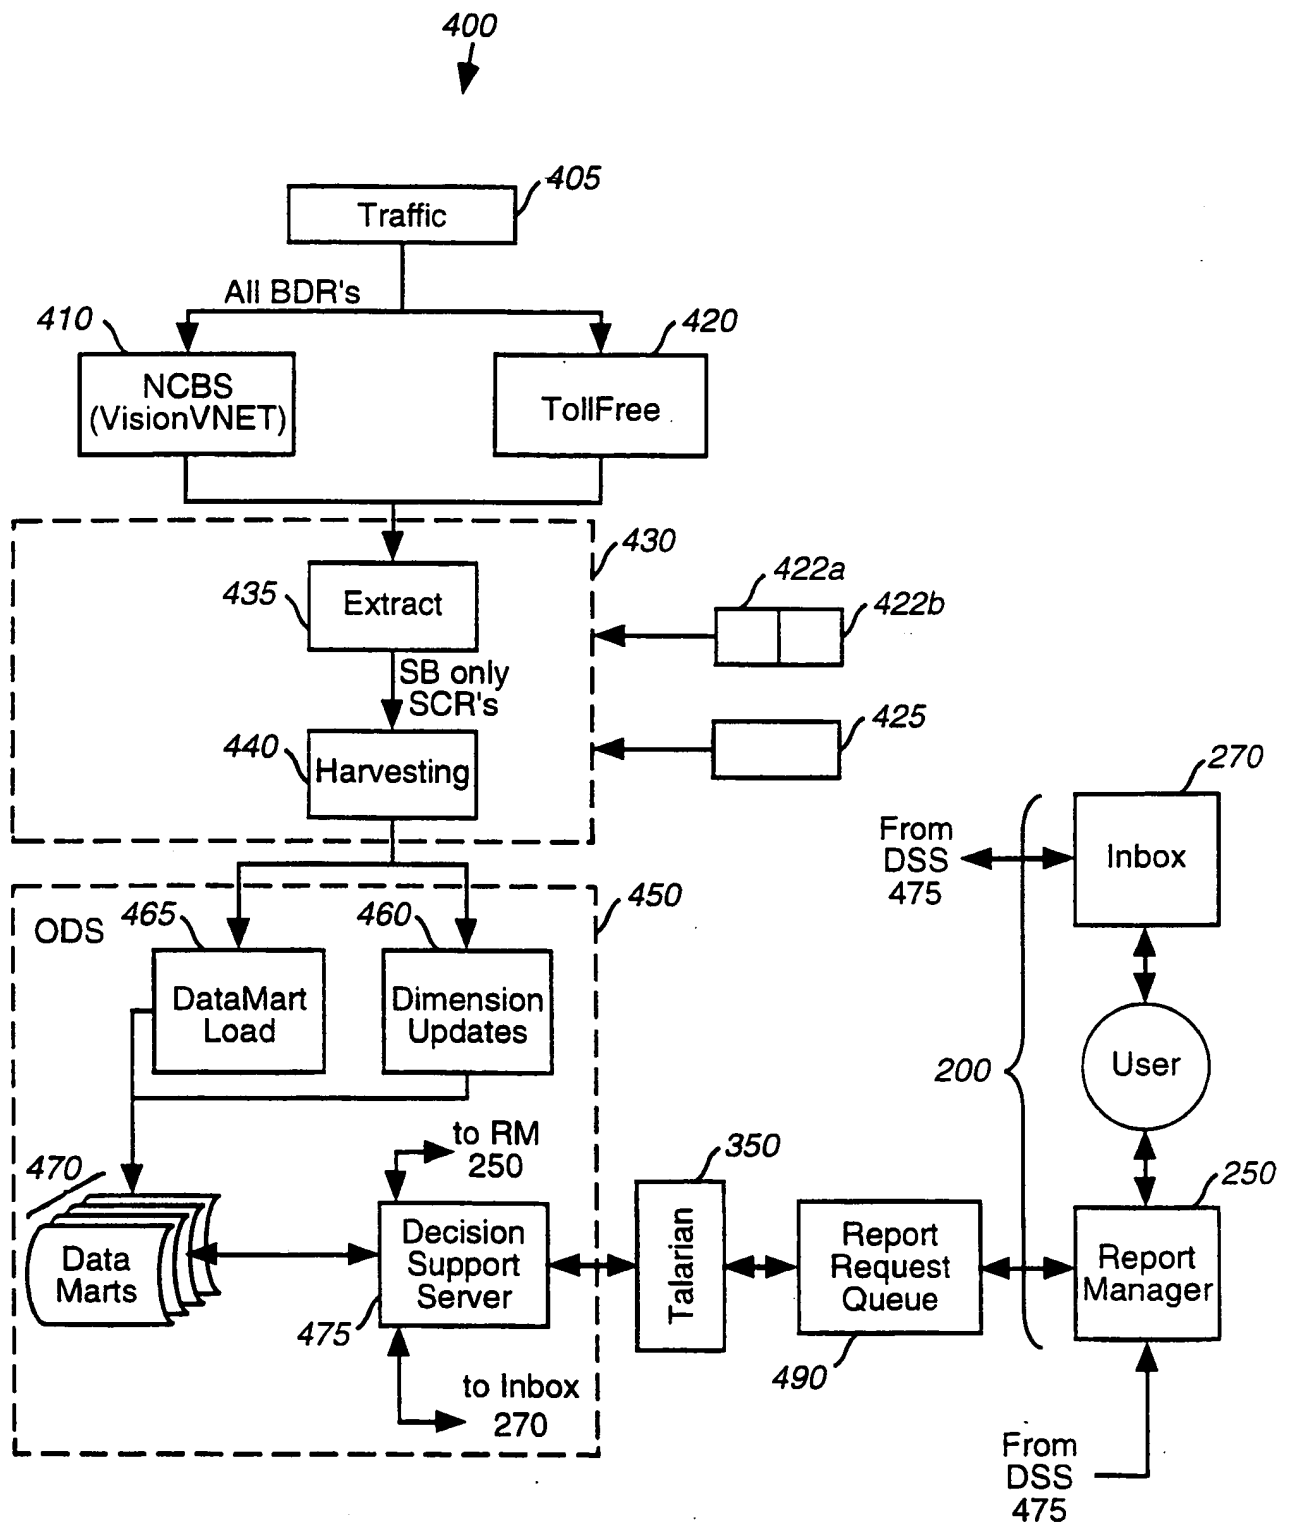 400
405
Traffic
All BDR's
410
420
NCBS
(VisionVNET)
TollFree
430
435
Extract
422a
422b
SB only
SCR's
425
440
Harvesting
270
From
DSS
475
Inbox
ODS
465
460
450
DataMart
Load
Dimension
Updates
200
User
to RM
250
350
470
250
Data
Marts
Decision
Support
Server
Talarian
Report
Request
Queue
Report
Manager
475
490
to Inbox
270
From
DSS
475